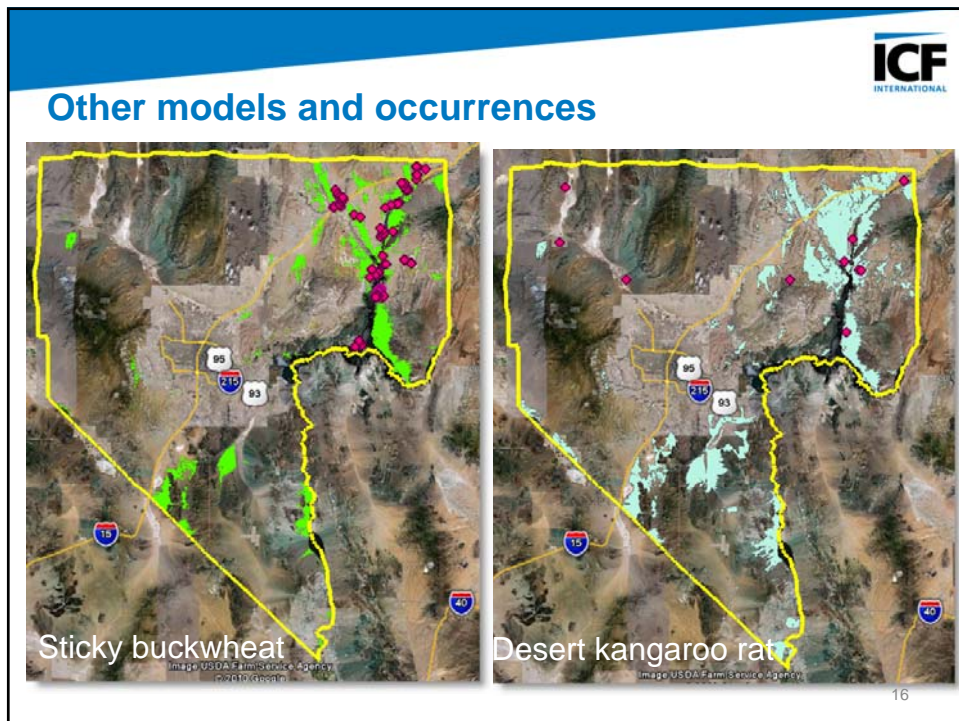 ICF
INTERNATIONAL
Other models and occurrences
95
215
93
15
40
Sticky buckwheat
Image USDA Farm Service Agency
© 2010 Google
95
215
93
15
40
Desert kangaroo rat
Image USDA Farm Service Agency
16